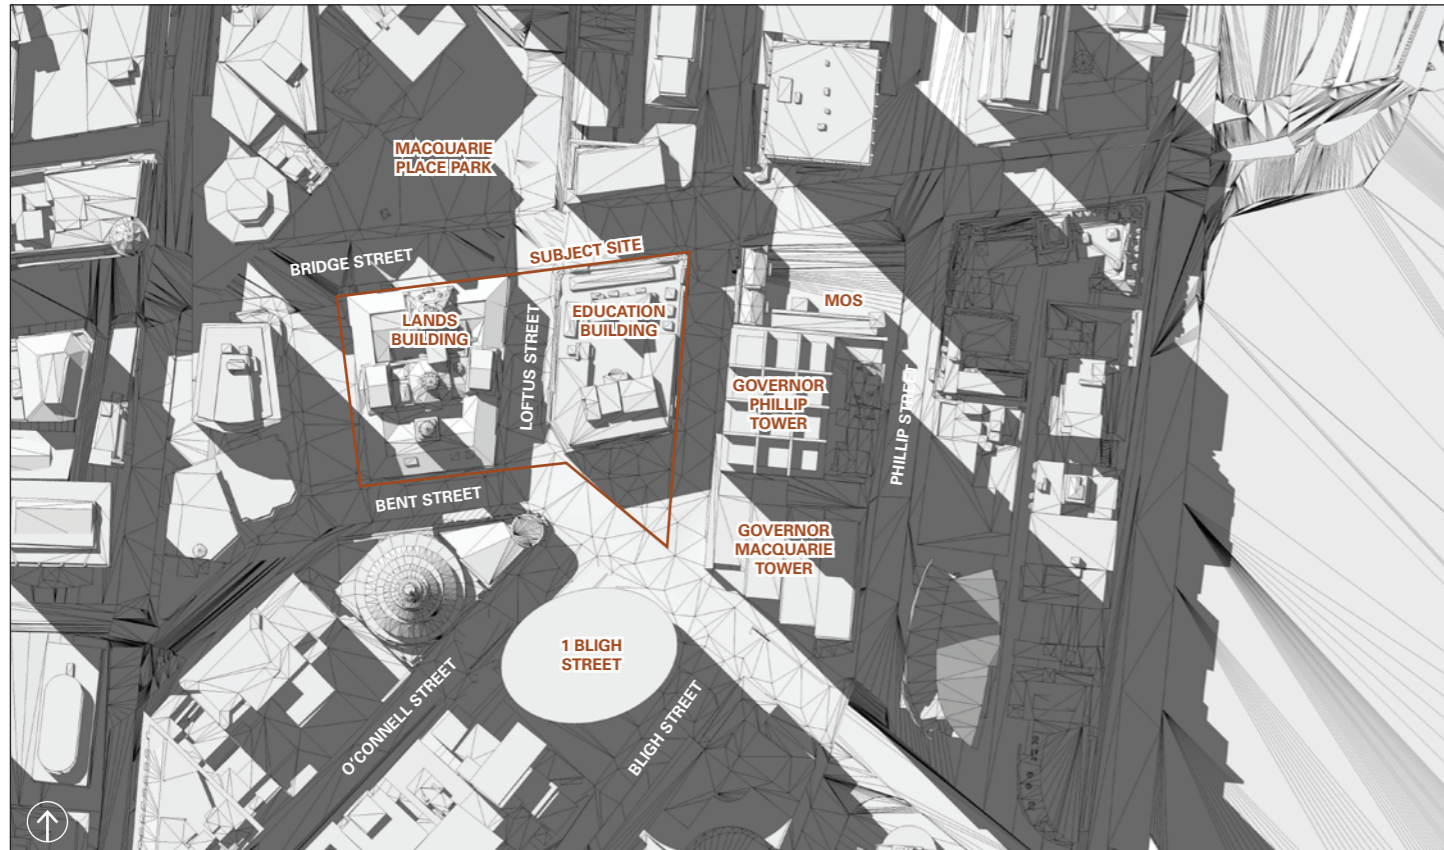 MACQUARIE
PLACE PARK
BRIDGE STREET
SUBJECT SITE
LANDS
BUILDING
LOFTUS STREET
EDUCATION
BUILDING
MOS
GOVERNOR
PHILLIP
TOWER
PHILLIP STREET
BENT STREET
GOVERNOR
MACQUARIE
TOWER
1 BLIGH
STREET
O'CONNELL STREET
BLIGH STREET